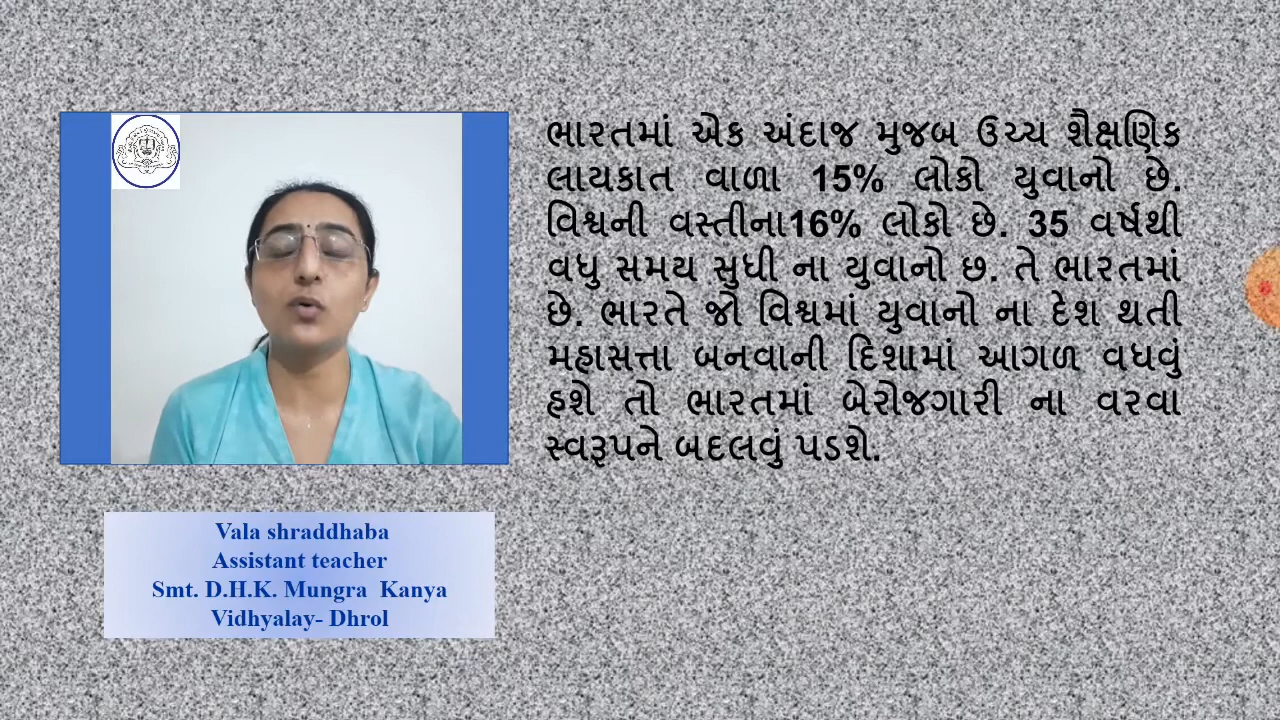 ભારતમાં એક અંદાજ મુજબ ઉચ્ચ શૈક્ષણિક
લાયકાત વાળા 15% લોકો યુવાનો છે.
વિશ્વની વસ્તીના16% લોકો છે. 35 વર્ષથી
વધુ સમય સુધી ના યુવાનો છ. તે ભારતમાં
છે. ભારતે જો વિશ્વમાં યુવાનો ના દેશ થતી
મહાસત્તા બનવાની દિશામાં આગળ વધવું
હશે તો ભારતમાં બેરોજગારી ના વરવા
સ્વરૂપને બદલવું પડશે.
Vala shraddhaba
Assistant teacher
Smt. D.H.K. Mungra Kanya
Vidhyalay- Dhrol